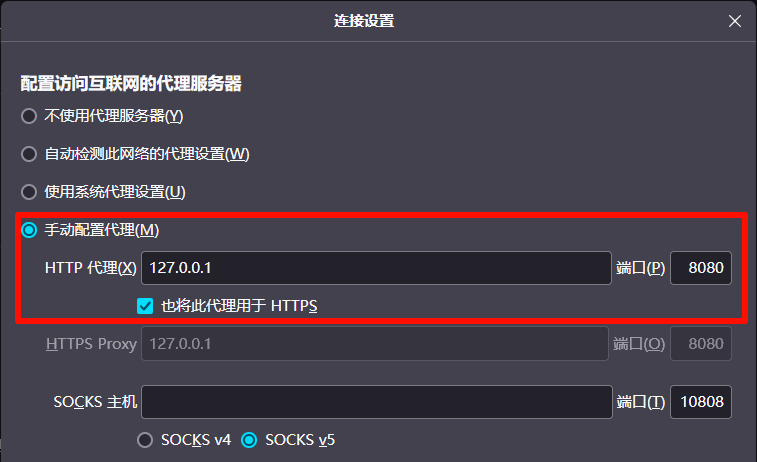 连接设置
配置访问互联网的代理服务器
不使用代理服务器(Y)
自动检测此网络的代理设置(W)
使用系统代理设置(U)
手动配置代理(M)
HTTP 代理(X) 127.0.0.1 端口(P) 8080
也将此代理用于 HTTPS
HTTPS Proxy 127.0.0.1 端口(O) 8080
SOCKS 主机 端口(T) 10808
SOCKS v4 SOCKS v5